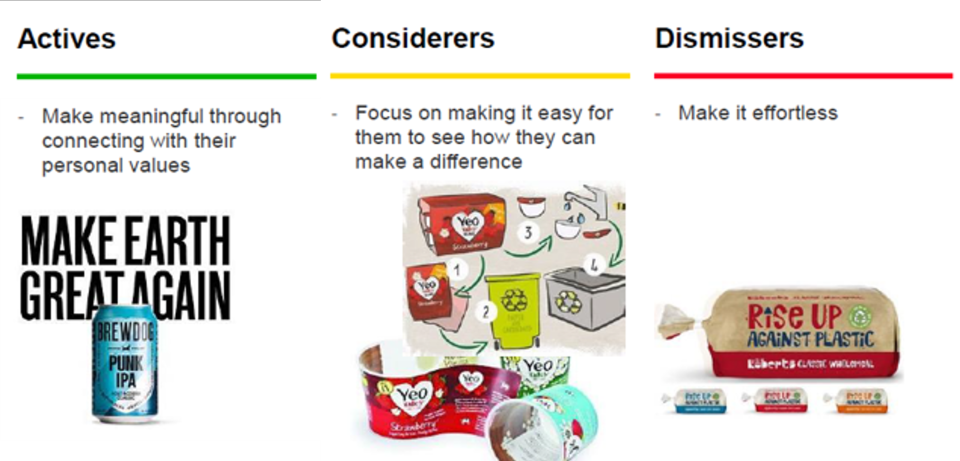 Actives
- Make meaningful through
connecting with their
personal values
MAKE EARTH
GREAT AGAIN
BREWDOG
PUNK
IPA
Considerers
- Focus on making it easy for
them to see how they can
make a difference
Yeo
Strawberry
3
1
Yeo
2
4
Yeo
Yeo
Yeo
Strawberry
Dismissers
- Make it effortless
RISE UP
AGAINST PLASTIC
Roberts CLASSIC WHOLEMEAL
RISE UP
RISE UP
RISE UP